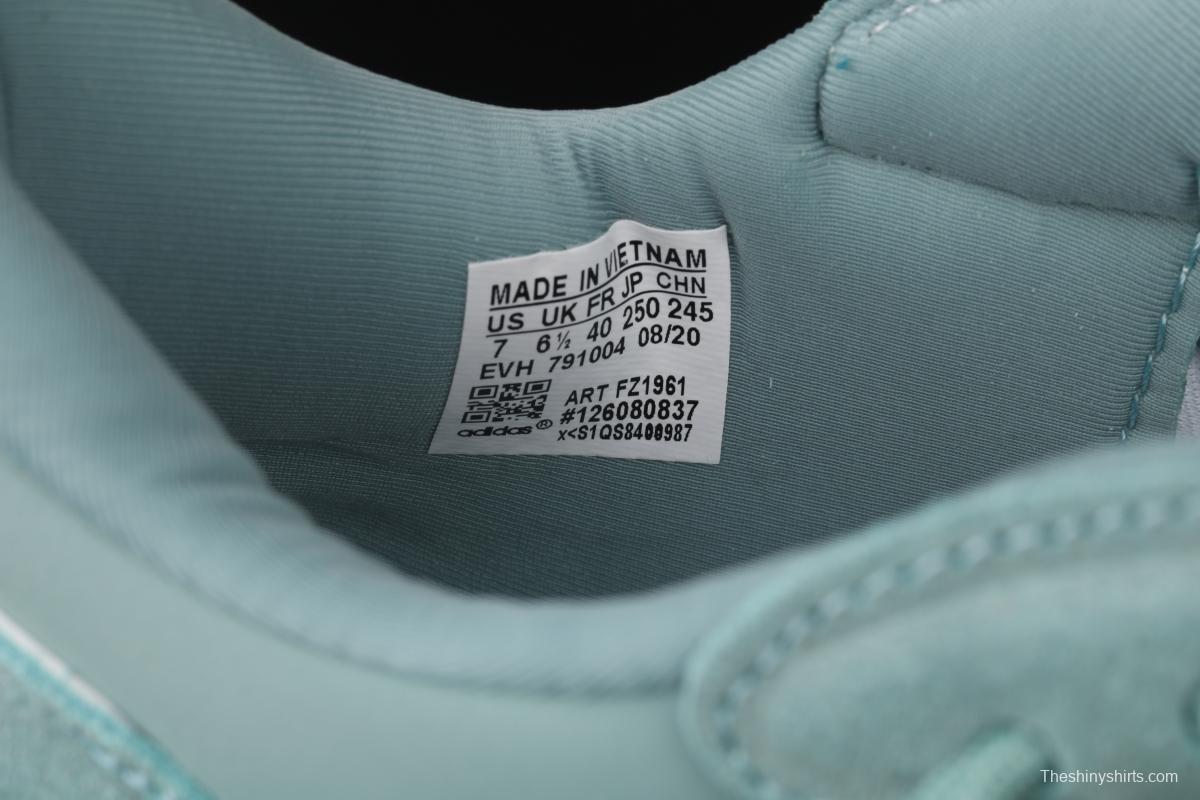 MADE IN VIETNAM
US UK FR JP CHN
7 6½ 40 250 245
EVH 791004 08/20
ART FZ1961
#126080837
adidas® x<S1QS8400987
Theshinyshirts.com